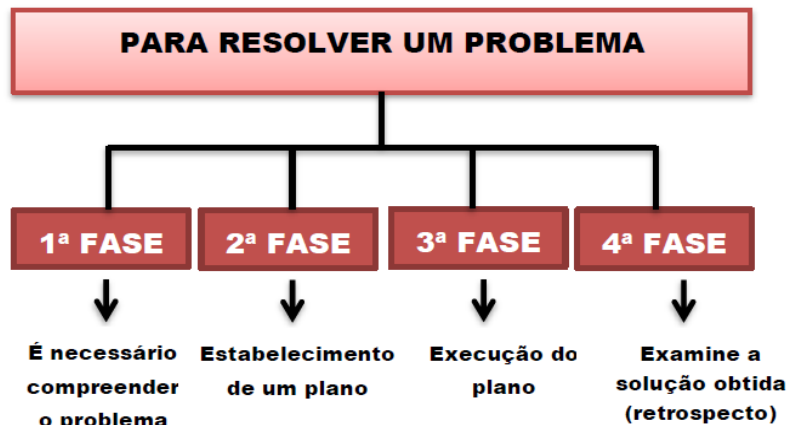 PARA RESOLVER UM PROBLEMA
1ª FASE
2ª FASE
3ª FASE
4ª FASE
É necessário
compreender
o problema
Estabelecimento
de um plano
Execução do
plano
Examine a
solução obtida
(retrospecto)